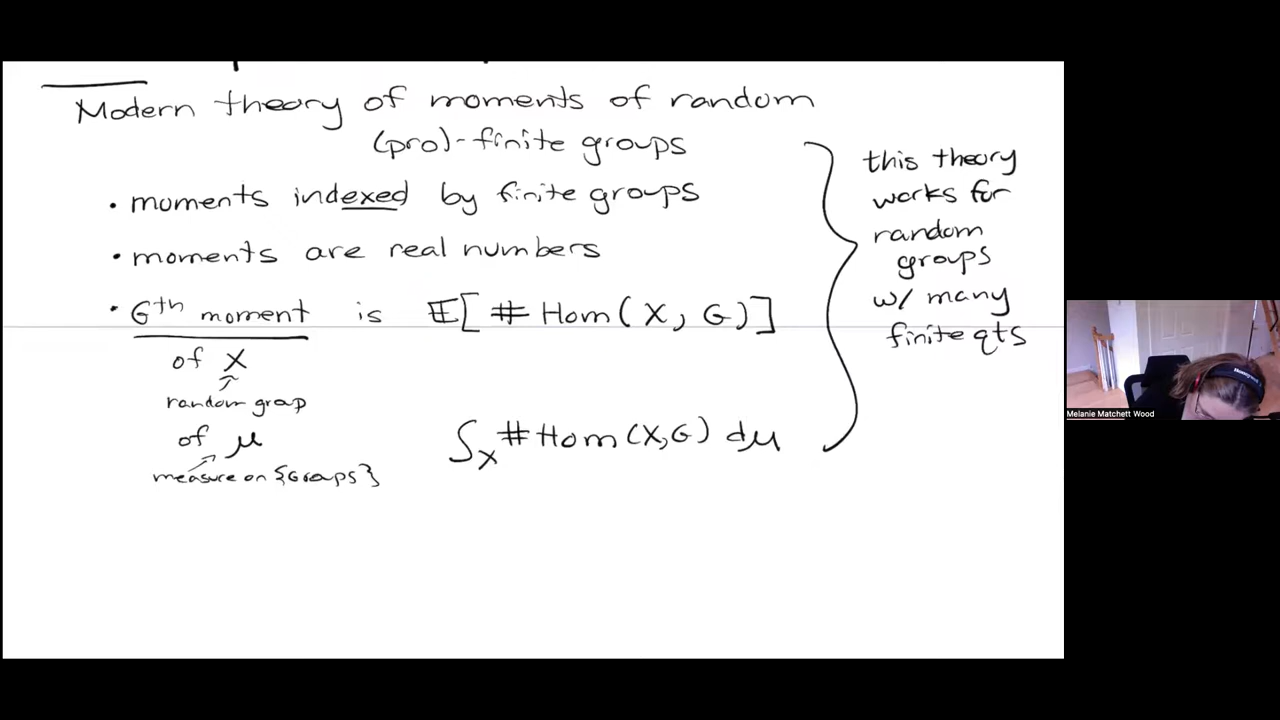 Modern theory of moments of random
(pro)-finite groups
• moments indexed by finite groups
• moments are real numbers
• Gth moment is 𝔼[ # Hom(X, G) ]
of X
random group
of μ
measure on {Groups}
∫_X # Hom(X,G) dμ
this theory
works for
random
groups
w/ many
finite qts
Honeywell
Melanie Matchett Wood